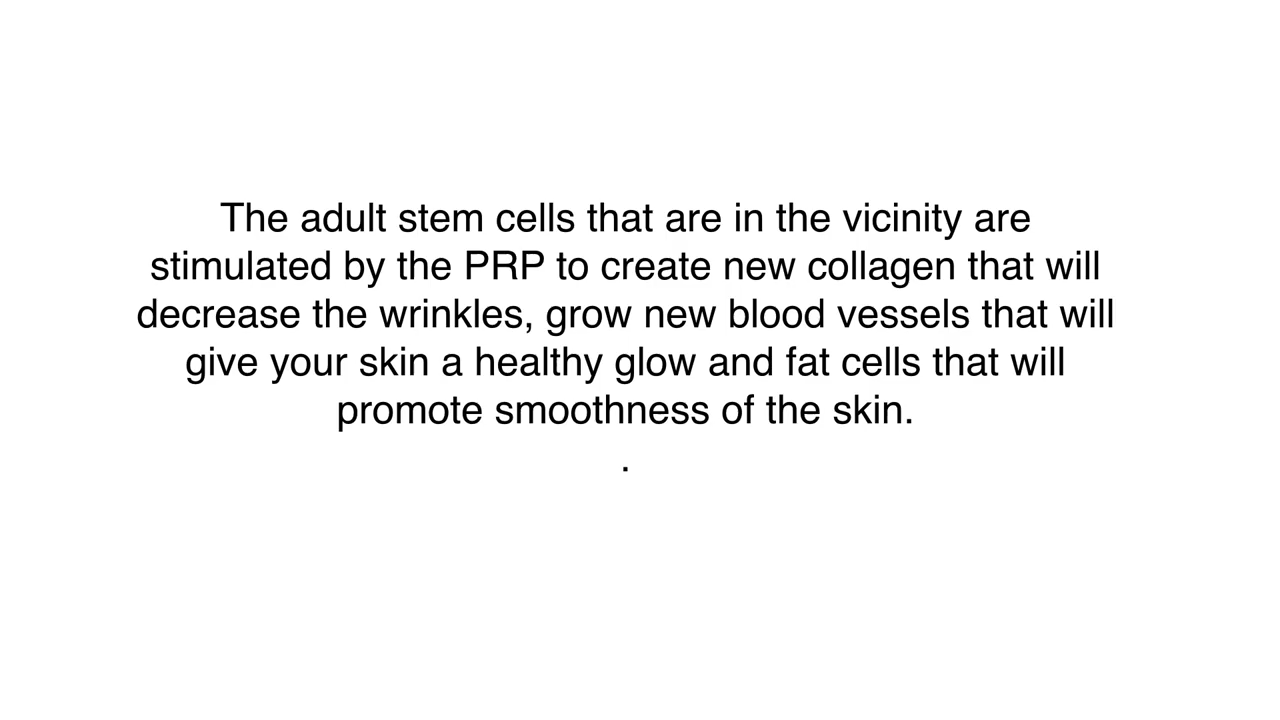 The adult stem cells that are in the vicinity are
stimulated by the PRP to create new collagen that will
decrease the wrinkles, grow new blood vessels that will
give your skin a healthy glow and fat cells that will
promote smoothness of the skin.
.